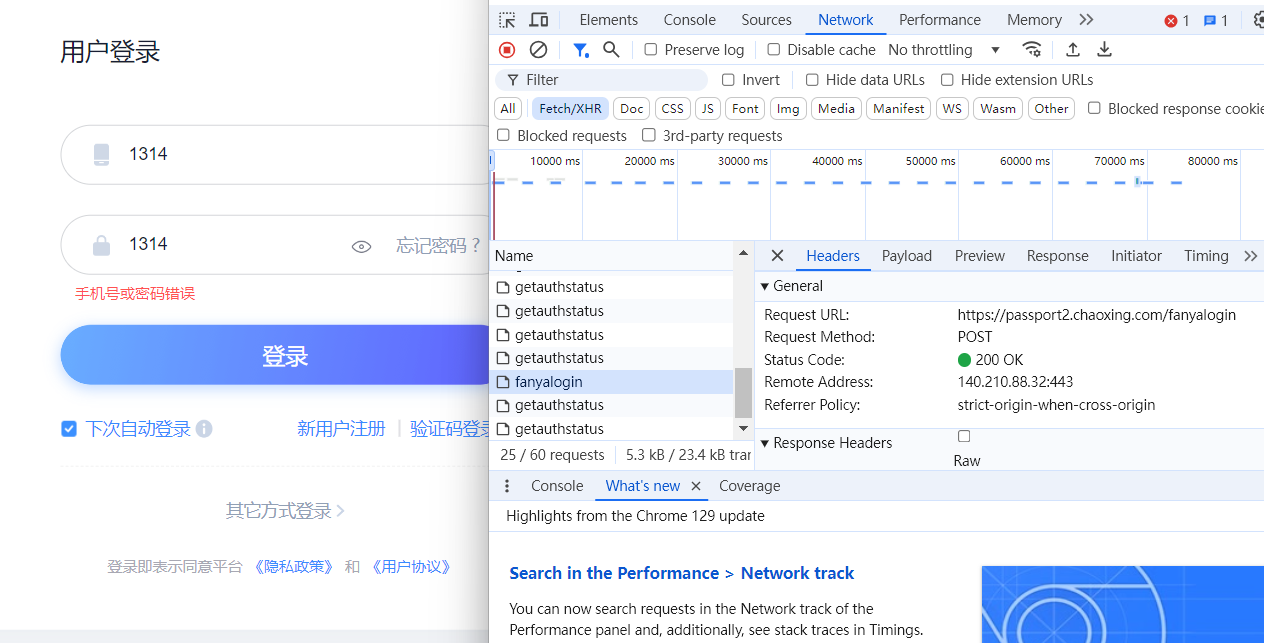 用户登录
1314
1314
忘记密码？
手机号或密码错误
登录
下次自动登录
新用户注册
验证码登录
其它方式登录
登录即表示同意平台 《隐私政策》 和 《用户协议》
Elements Console Sources Network Performance Memory 1 1
Preserve log Disable cache No throttling
Filter Invert Hide data URLs Hide extension URLs
All Fetch/XHR Doc CSS JS Font Img Media Manifest WS Wasm Other Blocked response cookie
Blocked requests 3rd-party requests
10000 ms 20000 ms 30000 ms 40000 ms 50000 ms 60000 ms 70000 ms 80000 ms
Name
getauthstatus
getauthstatus
getauthstatus
getauthstatus
fanyalogin
getauthstatus
getauthstatus
25 / 60 requests 5.3 kB / 23.4 kB tran
Headers Payload Preview Response Initiator Timing
General
Request URL: https://passport2.chaoxing.com/fanyalogin
Request Method: POST
Status Code: 200 OK
Remote Address: 140.210.88.32:443
Referrer Policy: strict-origin-when-cross-origin
Response Headers
Raw
Console What's new Coverage
Highlights from the Chrome 129 update
Search in the Performance > Network track
You can now search requests in the Network track of the
Performance panel and, additionally, see stack traces in Timings.